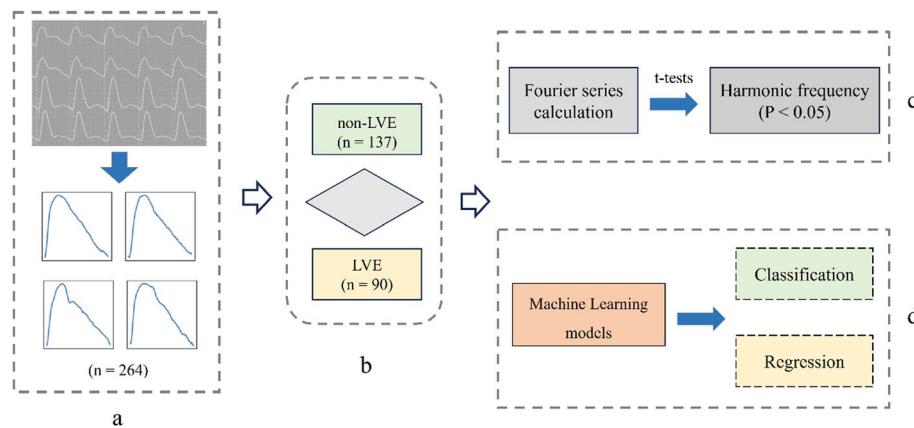 (n = 264)
a
non-LVE
(n = 137)
LVE
(n = 90)
b
Fourier series
calculation
t-tests
Harmonic frequency
(P < 0.05)
c
Machine Learning
models
Classification
Regression
d